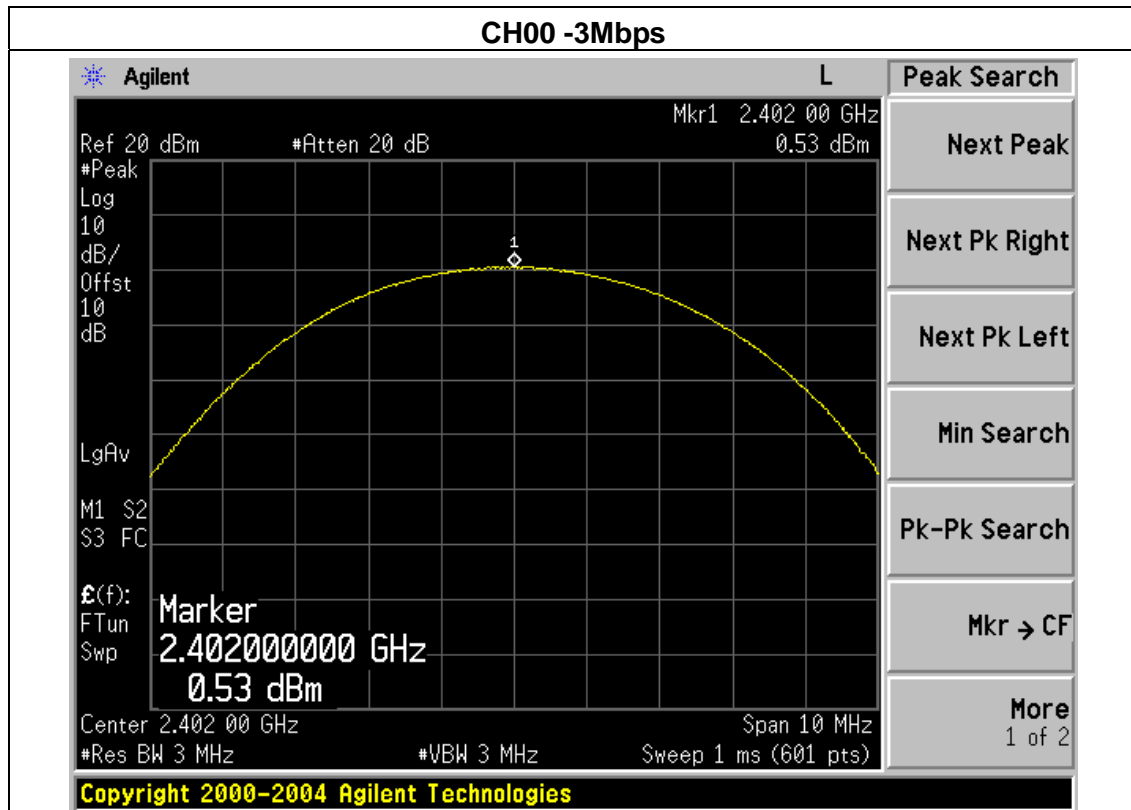 CH00 -3Mbps
Agilent L Peak Search
Mkr1 2.402 00 GHz
Ref 20 dBm #Atten 20 dB 0.53 dBm
#Peak
Log
10
dB/
Offst
10
dB
1
LgAv
M1 S2
S3 FC
£(f):
FTun
Swp
Marker
2.402000000 GHz
0.53 dBm
Center 2.402 00 GHz Span 10 MHz
#Res BW 3 MHz #VBW 3 MHz Sweep 1 ms (601 pts)
Next Peak
Next Pk Right
Next Pk Left
Min Search
Pk-Pk Search
Mkr → CF
More
1 of 2
Copyright 2000-2004 Agilent Technologies